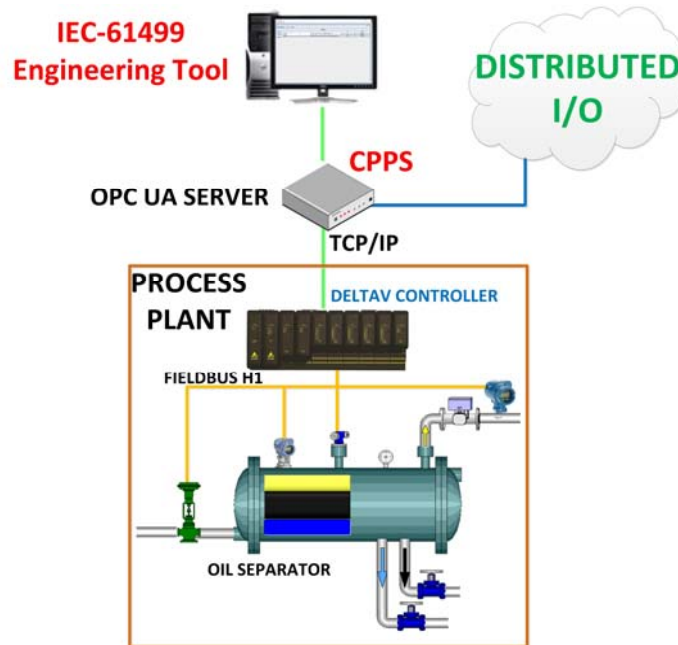 IEC-61499
Engineering Tool
DISTRIBUTED
I/O
CPPS
OPC UA SERVER
TCP/IP
PROCESS
PLANT
DELTAV CONTROLLER
FIELDBUS H1
OIL SEPARATOR